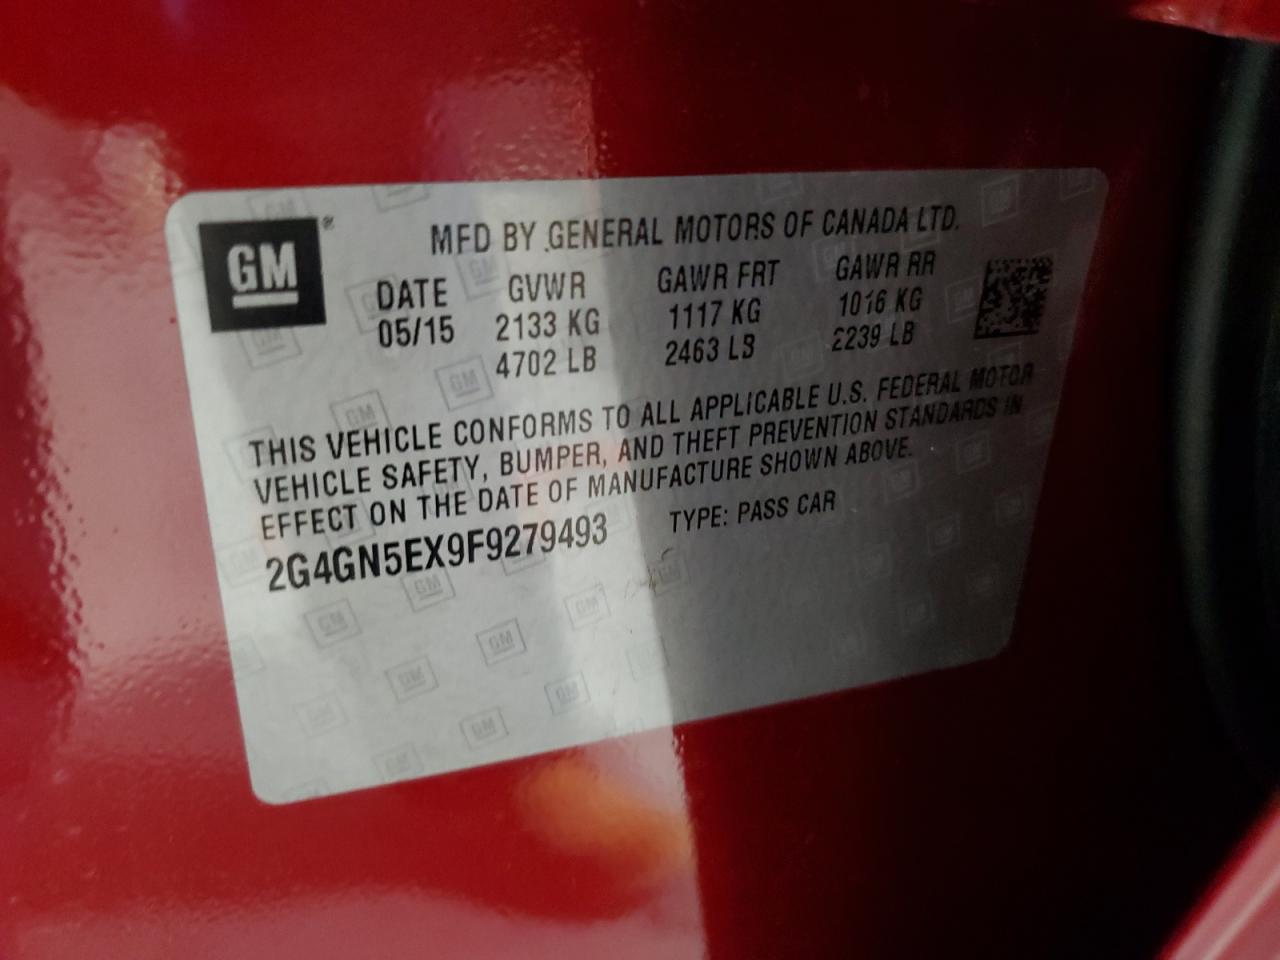 GM®
MFD BY GENERAL MOTORS OF CANADA LTD.
DATE GVWR GAWR FRT GAWR RR
05/15 2133 KG 1117 KG 1016 KG
4702 LB 2463 LB 2239 LB
THIS VEHICLE CONFORMS TO ALL APPLICABLE U.S. FEDERAL MOTOR
VEHICLE SAFETY, BUMPER, AND THEFT PREVENTION STANDARDS IN
EFFECT ON THE DATE OF MANUFACTURE SHOWN ABOVE.
2G4GN5EX9F9279493 TYPE: PASS CAR